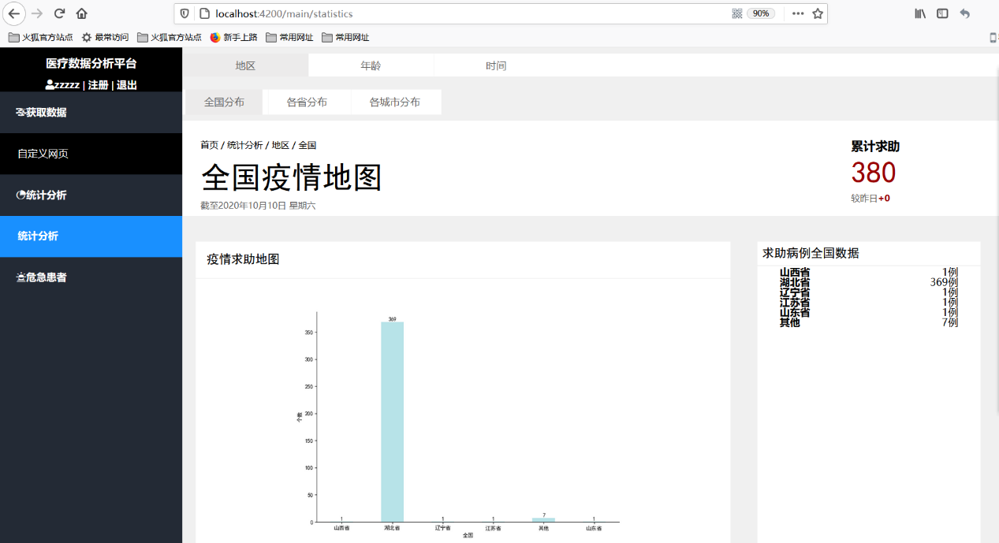 localhost:4200/main/statistics
90%
火狐官方站点 最常访问 火狐官方站点 新手上路 常用网址 常用网址
医疗数据分析平台
zzzzz | 注册 | 退出
获取数据
自定义网页
统计分析
统计分析
危急患者
地区 年龄 时间
全国分布 各省分布 各城市分布
首页 / 统计分析 / 地区 / 全国
全国疫情地图
截至2020年10月10日 星期六
累计求助
380
较昨日+0
疫情求助地图
369
350
300
250
200
150
100
50
0
个数
1 1 1 7 1
山西省 湖北省 辽宁省 江苏省 其他 山东省
全国
求助病例全国数据
山西省 1例
湖北省 369例
辽宁省 1例
江苏省 1例
山东省 1例
其他 7例